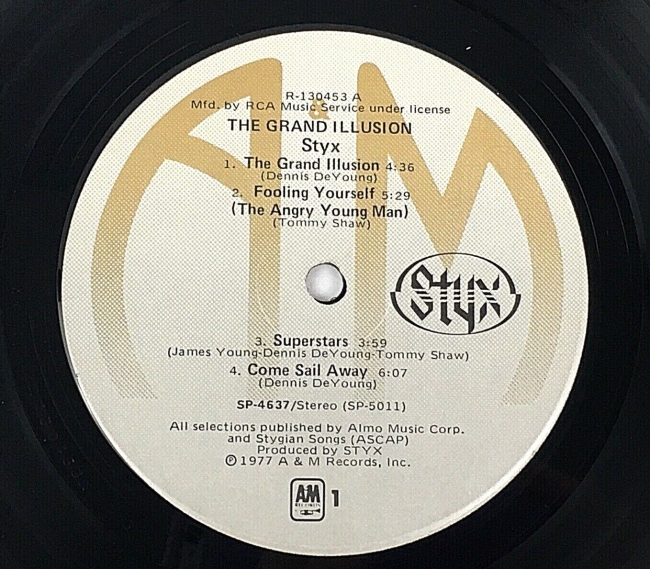 A&M
R-130453 A
Mfd. by RCA Music Service under license
THE GRAND ILLUSION
Styx
1. The Grand Illusion 4:36
(Dennis DeYoung)
2. Fooling Yourself 5:29
(The Angry Young Man)
(Tommy Shaw)
Styx
3. Superstars 3:59
(James Young-Dennis DeYoung-Tommy Shaw)
4. Come Sail Away 6:07
(Dennis DeYoung)
SP-4637/Stereo (SP-5011)
All selections published by Almo Music Corp.
and Stygian Songs (ASCAP)
Produced by STYX
℗ 1977 A & M Records, Inc.
AM
RECORDS
1